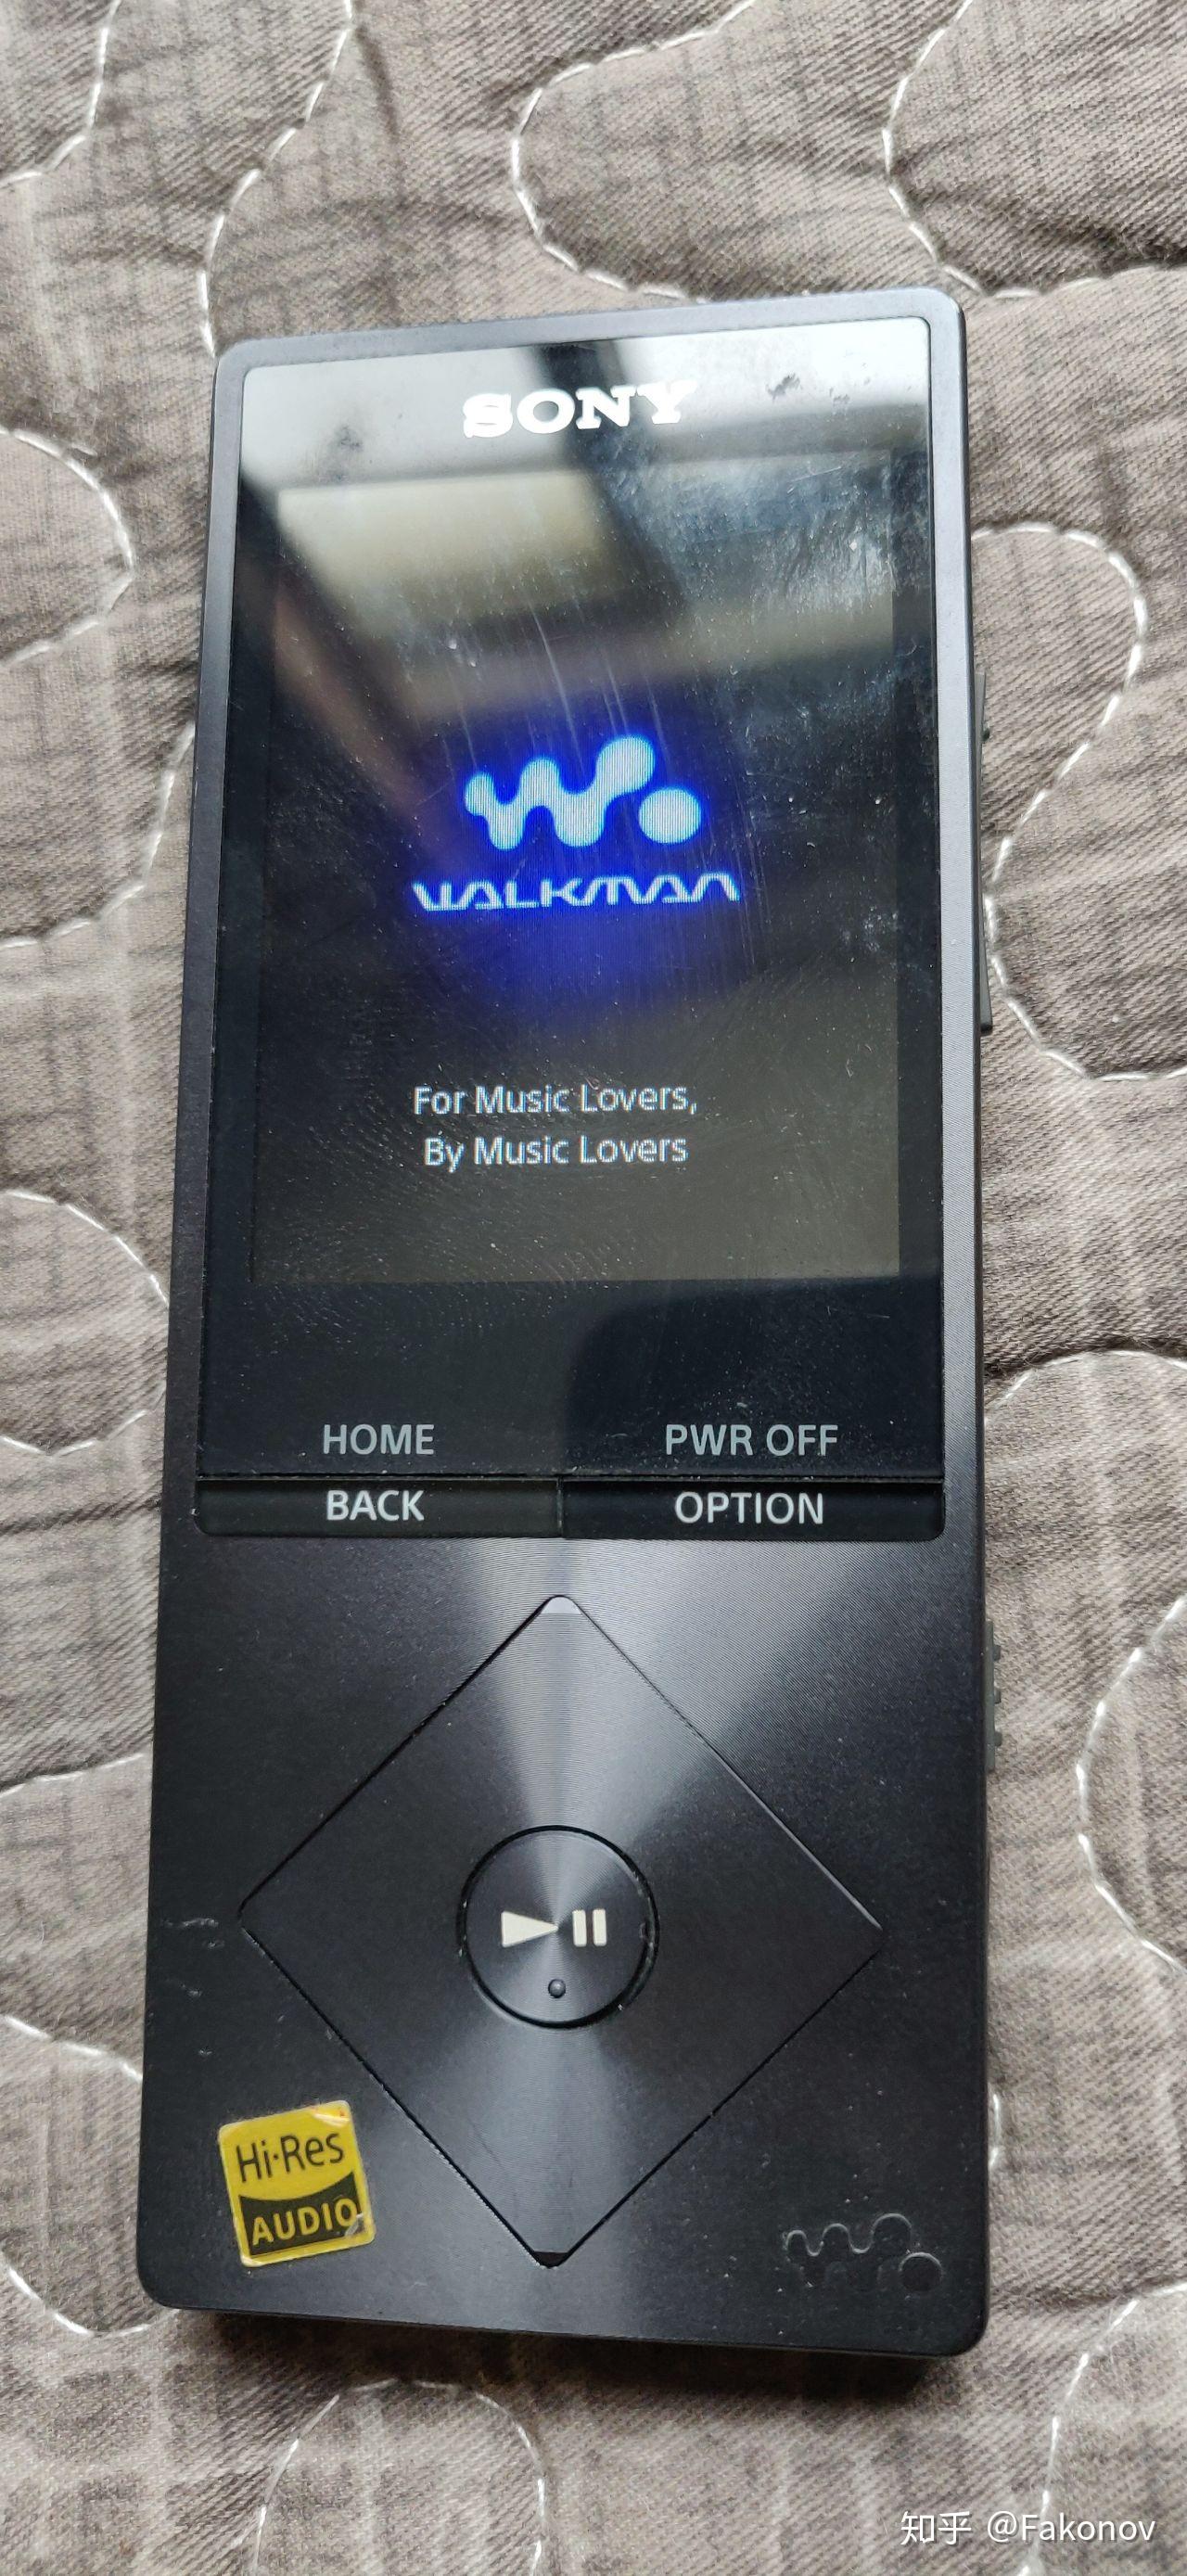 SONY
WALKMAN
For Music Lovers,
By Music Lovers
HOME PWR OFF
BACK OPTION
Hi-Res
AUDIO
知乎 @Fakonov